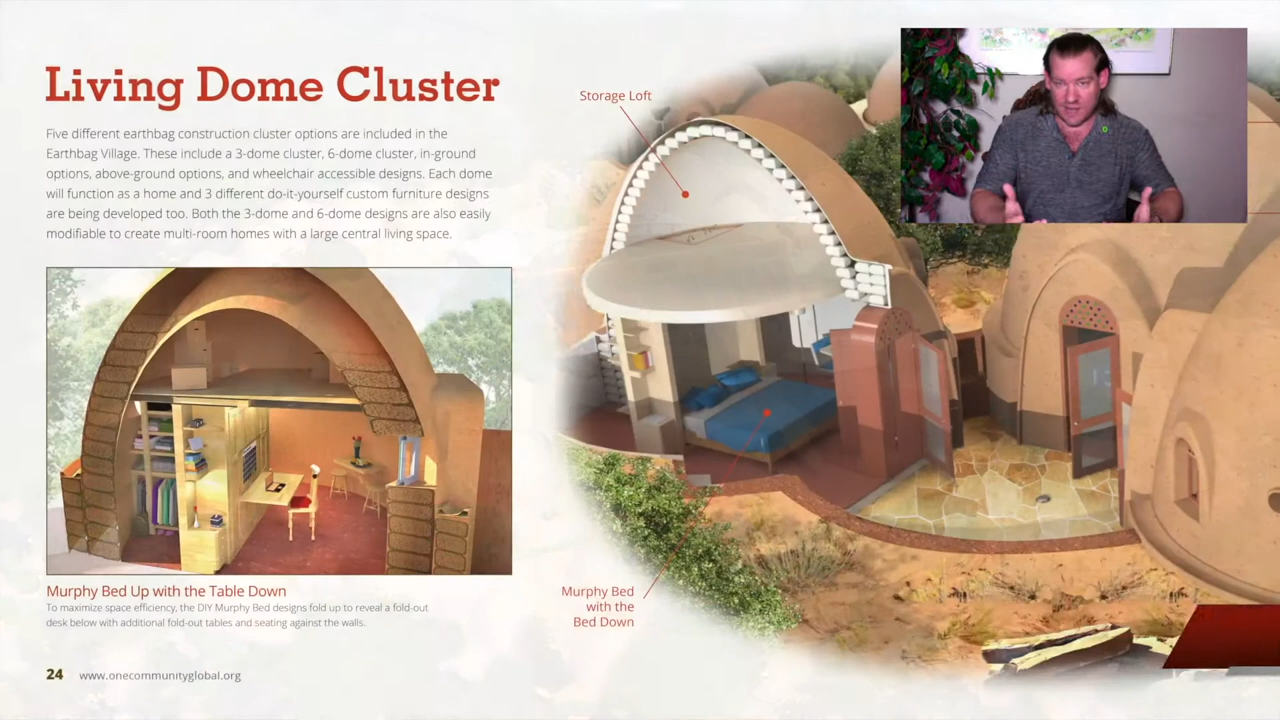 Living Dome Cluster
Five different earthbag construction cluster options are included in the
Earthbag Village. These include a 3-dome cluster, 6-dome cluster, in-ground
options, above-ground options, and wheelchair accessible designs. Each dome
will function as a home and 3 different do-it-yourself custom furniture designs
are being developed too. Both the 3-dome and 6-dome designs are also easily
modifiable to create multi-room homes with a large central living space.
Storage Loft
Murphy Bed Up with the Table Down
To maximize space efficiency, the DIY Murphy Bed designs fold up to reveal a fold-out
desk below with additional fold-out tables and seating against the walls.
Murphy Bed
with the
Bed Down
24 www.onecommunityglobal.org